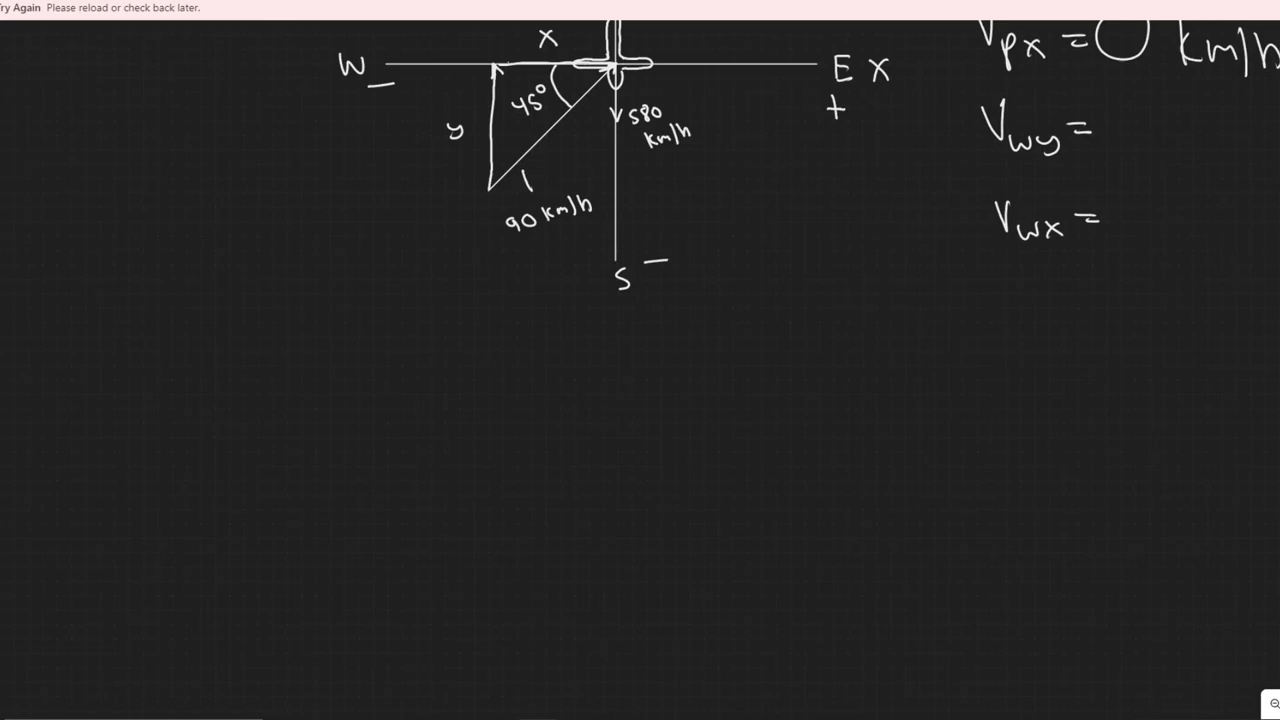 Try Again Please reload or check back later.
Vpx = 0 km/h
x
W
E x
45°
580
km/h
+
y
Vwy =
90 km/h
Vwx =
S